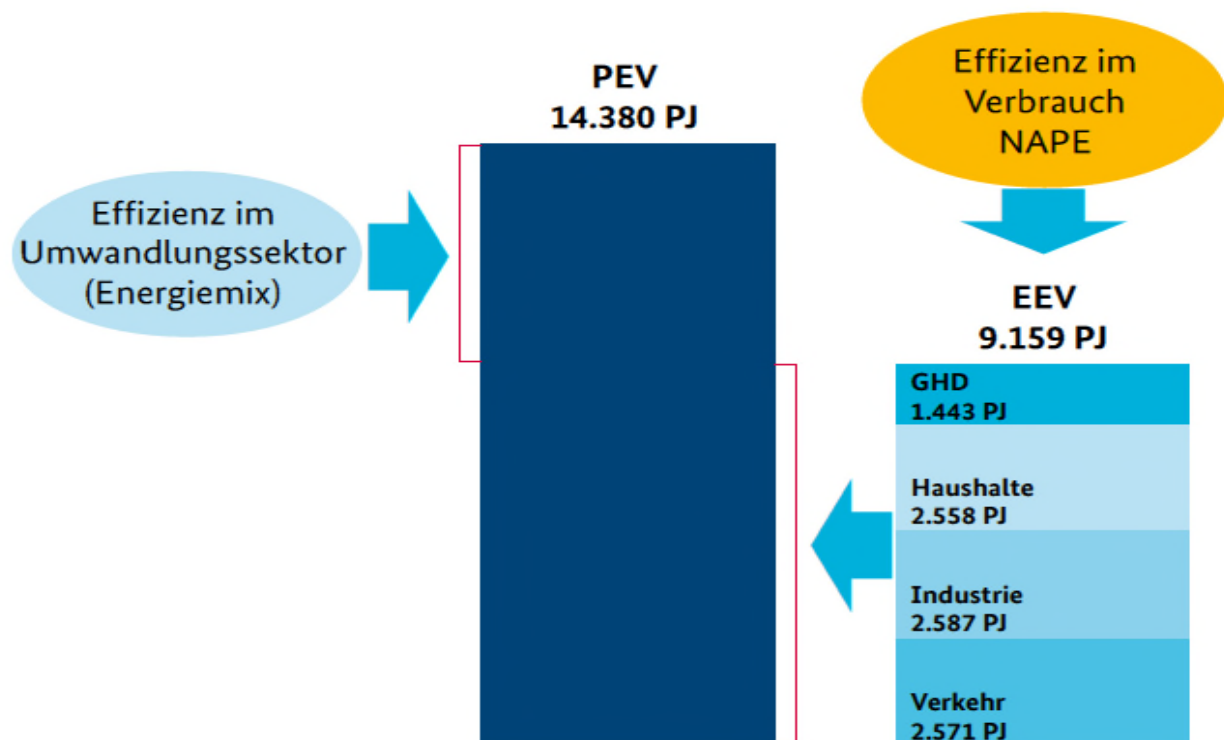 PEV
14.380 PJ
Effizienz im
Verbrauch
NAPE
Effizienz im
Umwandlungssektor
(Energiemix)
EEV
9.159 PJ
GHD
1.443 PJ
Haushalte
2.558 PJ
Industrie
2.587 PJ
Verkehr
2.571 PJ